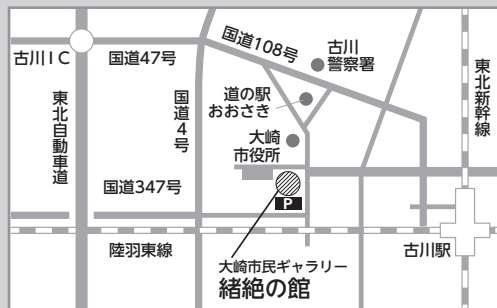 国道108号
古川IC
国道47号
古川
警察署
東北自動車道
国道4号
道の駅
おおさき
大崎
市役所
東北新幹線
国道347号
P
陸羽東線
古川駅
大崎市民ギャラリー
緒絶の館